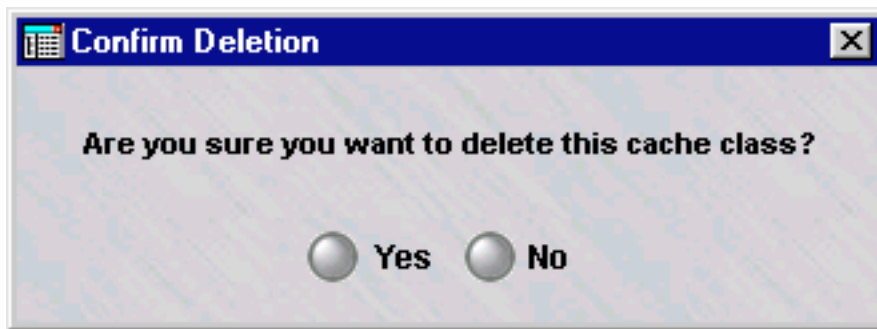 Confirm Deletion
Are you sure you want to delete this cache class?
Yes No